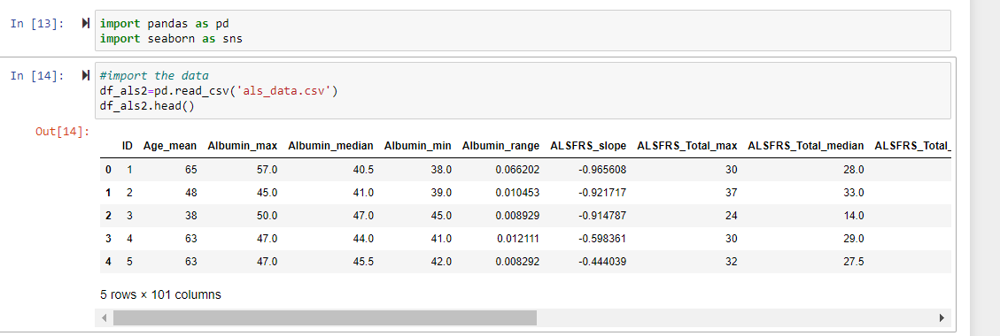 In [13]: import pandas as pd
import seaborn as sns
In [14]: #import the data
df_als2=pd.read_csv('als_data.csv')
df_als2.head()
Out[14]:
ID Age_mean Albumin_max Albumin_median Albumin_min Albumin_range ALSFRS_slope ALSFRS_Total_max ALSFRS_Total_median ALSFRS_Total_
0 1 65 57.0 40.5 38.0 0.066202 -0.965608 30 28.0
1 2 48 45.0 41.0 39.0 0.010453 -0.921717 37 33.0
2 3 38 50.0 47.0 45.0 0.008929 -0.914787 24 14.0
3 4 63 47.0 44.0 41.0 0.012111 -0.598361 30 29.0
4 5 63 47.0 45.5 42.0 0.008292 -0.444039 32 27.5
5 rows × 101 columns